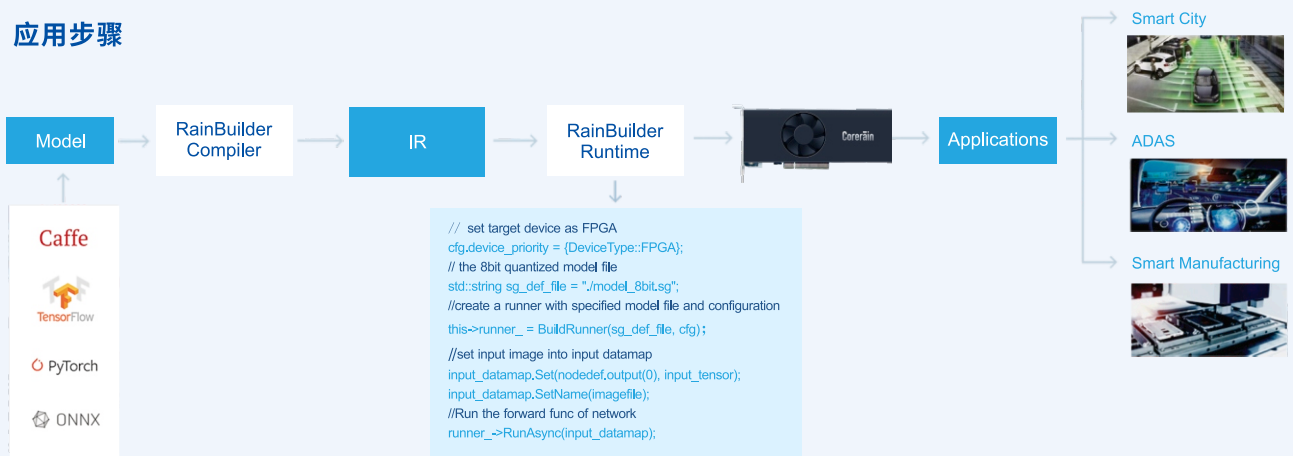 应用步骤
Model
RainBuilder
Compiler
IR
RainBuilder
Runtime
Corerain
Applications
Smart City
ADAS
Smart Manufacturing
Caffe
TensorFlow
PyTorch
ONNX
// set target device as FPGA
cfg.device_priority = {DeviceType::FPGA};
// the 8bit quantized model file
std::string sg_def_file = "./model_8bit.sg";
//create a runner with specified model file and configuration
this->runner_ = BuildRunner(sg_def_file, cfg);
//set input image into input datamap
input_datamap.Set(nodedef.output(0), input_tensor);
input_datamap.SetName(imagefile);
//Run the forward func of network
runner_->RunAsync(input_datamap);